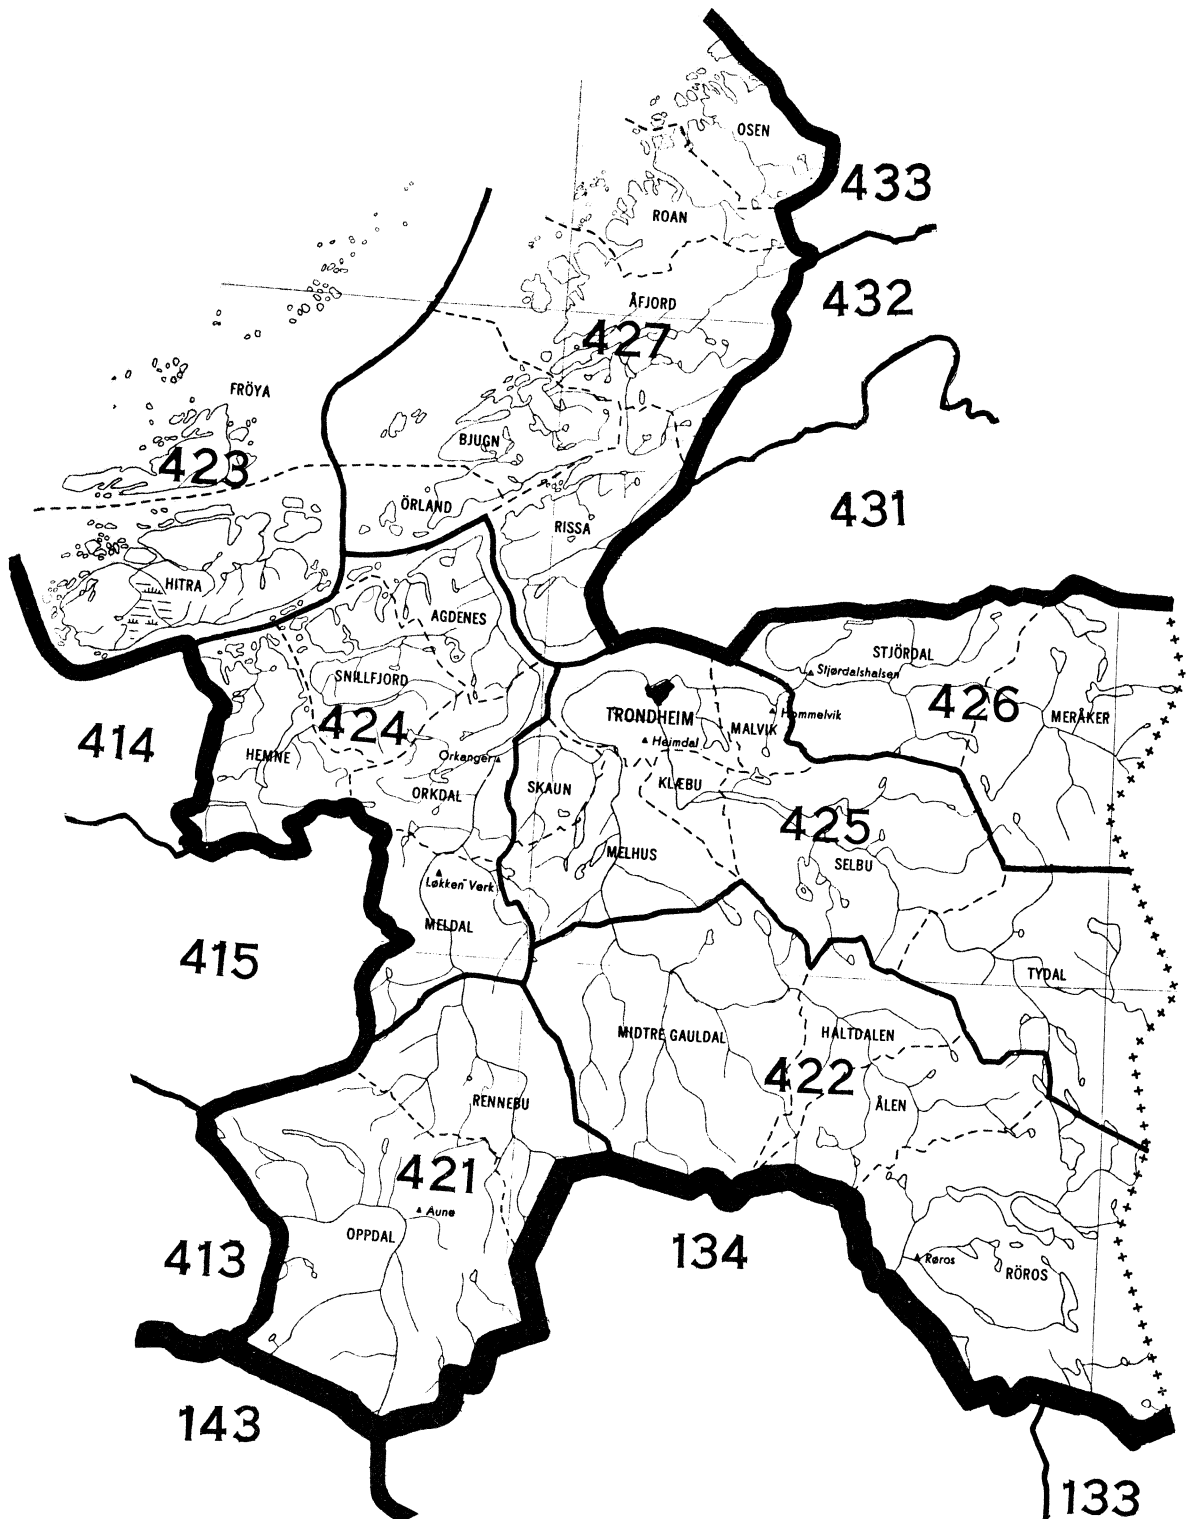 OSEN
433
ROAN
432
ÅFJORD
427
FRÖYA
BJUGN
423
ÖRLAND
431
RISSA
HITRA
AGDENES
STJÖRDAL
Stjørdalshalsen
SNILLFJORD
426
TRONDHEIM
Hommelvik
MERÅKER
424
MALVIK
414
Heimdal
HEMNE
Orkanger
KLÆBU
SKAUN
ORKDAL
425
MELHUS
SELBU
Løkken Verk
MELDAL
415
TYDAL
MIDTRE GAULDAL
HALTDALEN
422
RENNEBU
ÅLEN
421
Aune
OPPDAL
413
134
Røros
RÖROS
143
133